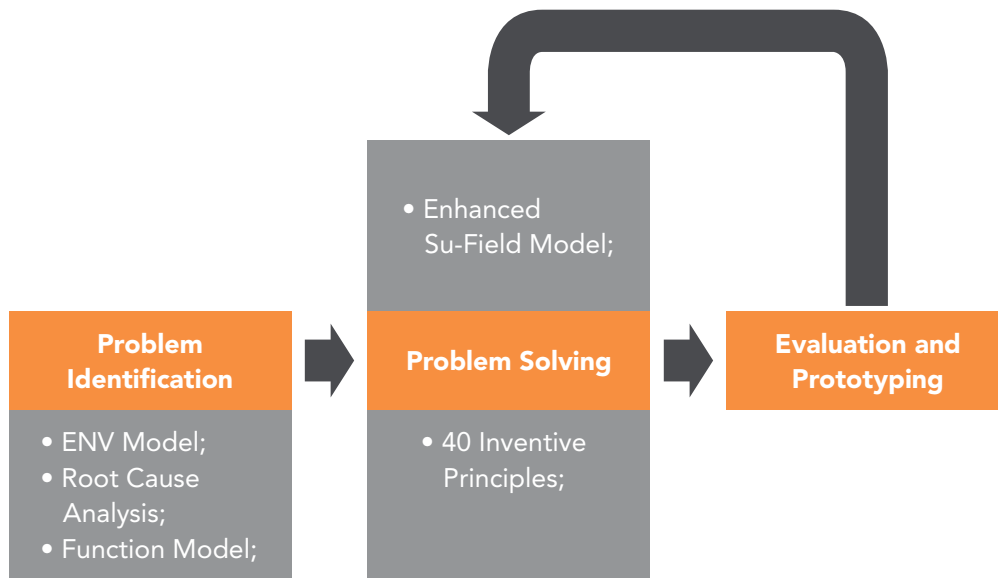 Problem
Identification
• ENV Model;
• Root Cause
Analysis;
• Function Model;
• Enhanced
Su-Field Model;
Problem Solving
• 40 Inventive
Principles;
Evaluation and
Prototyping